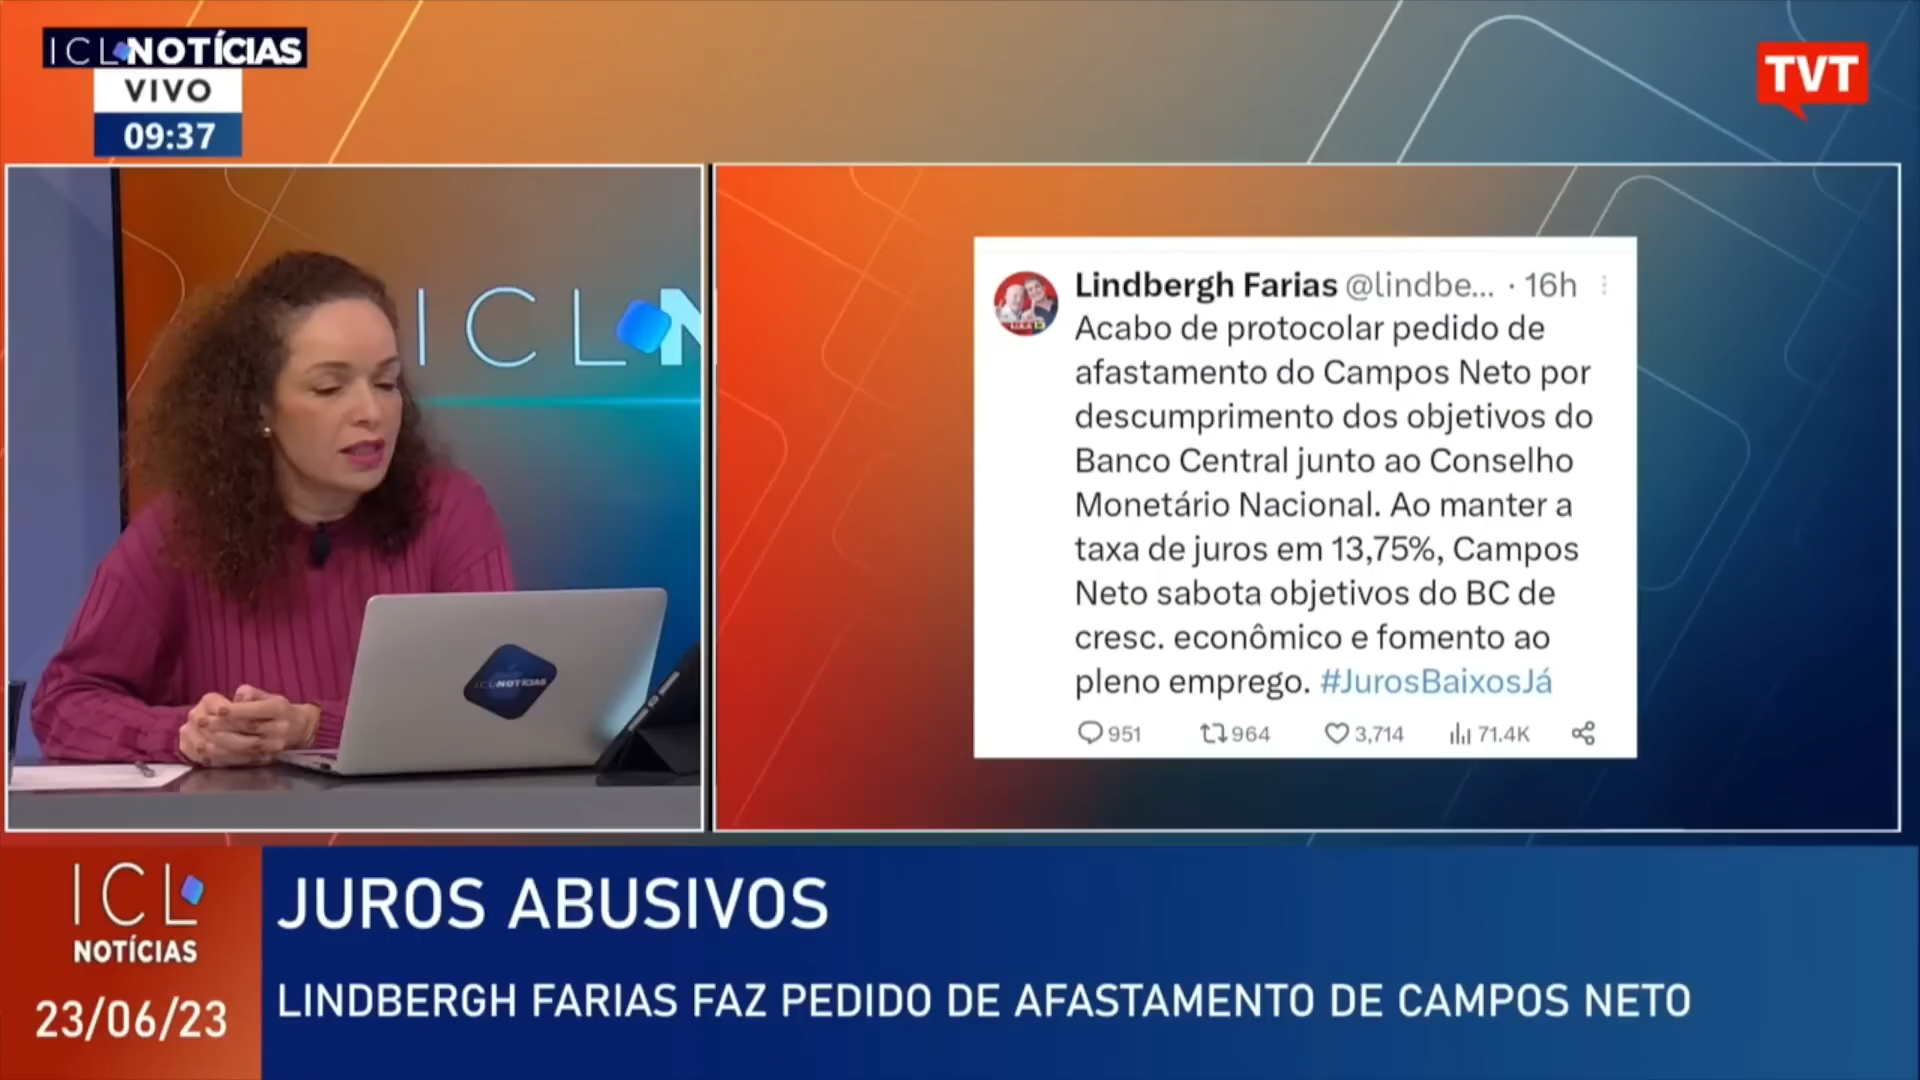 ICL NOTÍCIAS
VIVO
09:37
TVT
ICL N
ICL NOTÍCIAS
Lindbergh Farias @lindbe... · 16h
Acabo de protocolar pedido de
afastamento do Campos Neto por
descumprimento dos objetivos do
Banco Central junto ao Conselho
Monetário Nacional. Ao manter a
taxa de juros em 13,75%, Campos
Neto sabota objetivos do BC de
cresc. econômico e fomento ao
pleno emprego. #JurosBaixosJá
951 964 3,714 71.4K
ICL
NOTÍCIAS
23/06/23
JUROS ABUSIVOS
LINDBERGH FARIAS FAZ PEDIDO DE AFASTAMENTO DE CAMPOS NETO